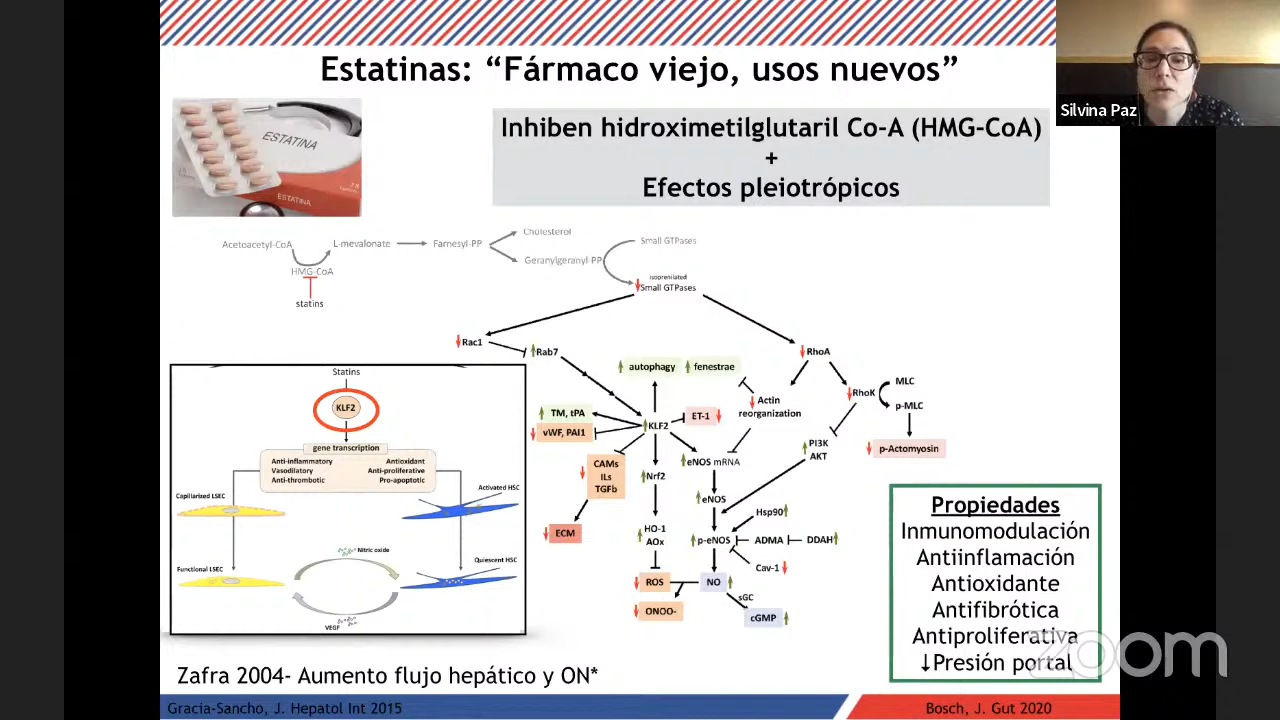 Estatinas: “Fármaco viejo, usos nuevos”
Silvina Paz
ESTATINA
ESTATINA
Inhiben hidroximetilglutaril Co-A (HMG-CoA)
+
Efectos pleiotrópicos
Acetoacetyl-CoA
L-mevalonate
Farnesyl-PP
Cholesterol
Geranylgeranyl-PP
Small GTPases
HMG-CoA
statins
isoprenilated
Small GTPases
Rac1
Rab7
RhoA
autophagy
fenestrae
RhoK
MLC
p-MLC
p-Actomyosin
Actin
reorganization
TM, tPA
vWF, PAI1
KLF2
ET-1
PI3K
AKT
CAMs
ILs
TGFb
eNOS mRNA
Nrf2
eNOS
ECM
HO-1
AOx
Hsp90
p-eNOS
ADMA
DDAH
Cav-1
ROS
NO
sGC
ONOO-
cGMP
Statins
KLF2
gene transcription
Anti-inflammatory
Vasodilatory
Anti-thrombotic
Antioxidant
Anti-proliferative
Pro-apoptotic
Capillarized LSEC
Activated HSC
Nitric oxide
Functional LSEC
Quiescent HSC
VEGF
Propiedades
Inmunomodulación
Antiinflamación
Antioxidante
Antifibrótica
Antiproliferativa
↓Presión portal
zoom
Zafra 2004- Aumento flujo hepático y ON*
Gracia-Sancho, J. Hepatol Int 2015
Bosch, J. Gut 2020